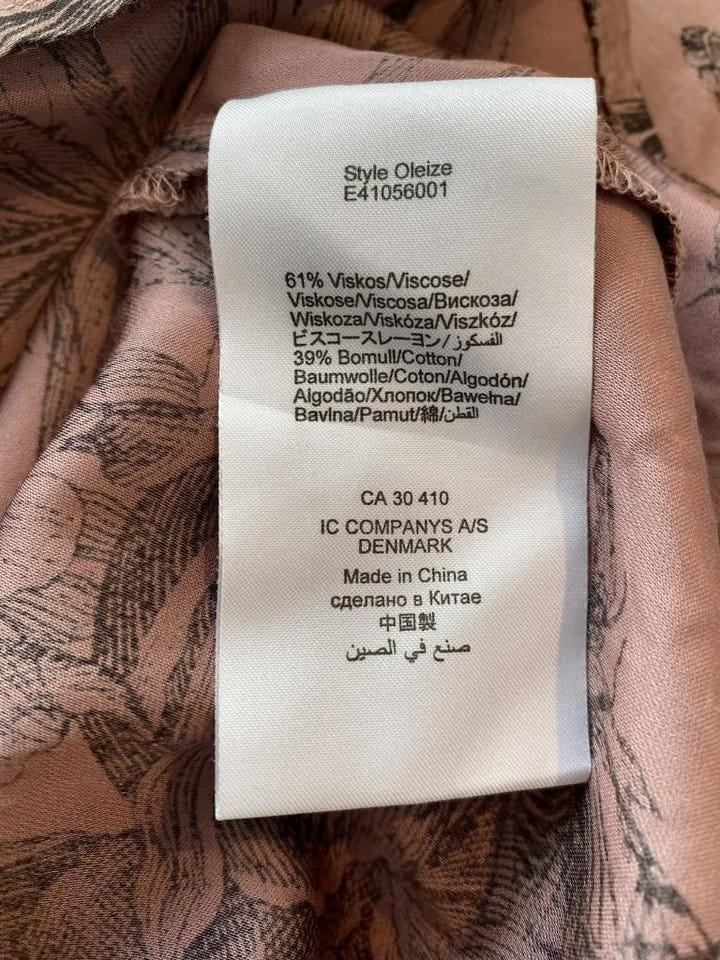 Style Oleize
E41056001
61% Viskos/Viscose/
Viskose/Viscosa/Вискоза/
Wiskoza/Viskóza/Viszkóz/
ビスコースレーヨン/الفسكوز/
39% Bomull/Cotton/
Baumwolle/Coton/Algodón/
Algodão/Хлопок/Bawełna/
Bavlna/Pamut/綿/القطن
CA 30 410
IC COMPANYS A/S
DENMARK
Made in China
сделано в Китае
中国製
صنع في الصين